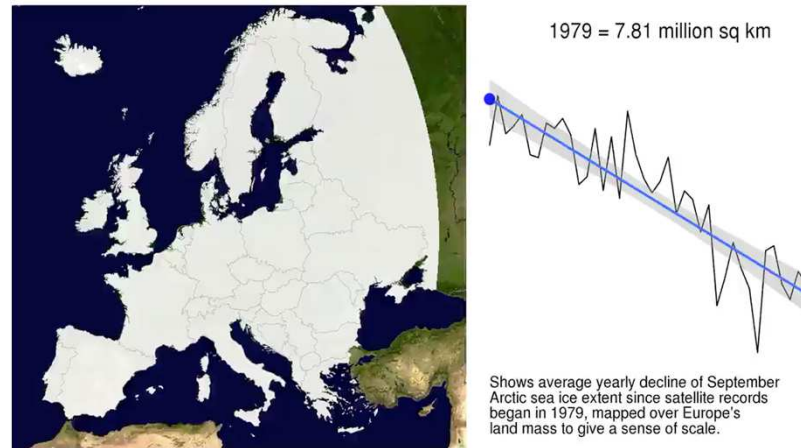 1979 = 7.81 million sq km
Shows average yearly decline of September
Arctic sea ice extent since satellite records
began in 1979, mapped over Europe's
land mass to give a sense of scale.